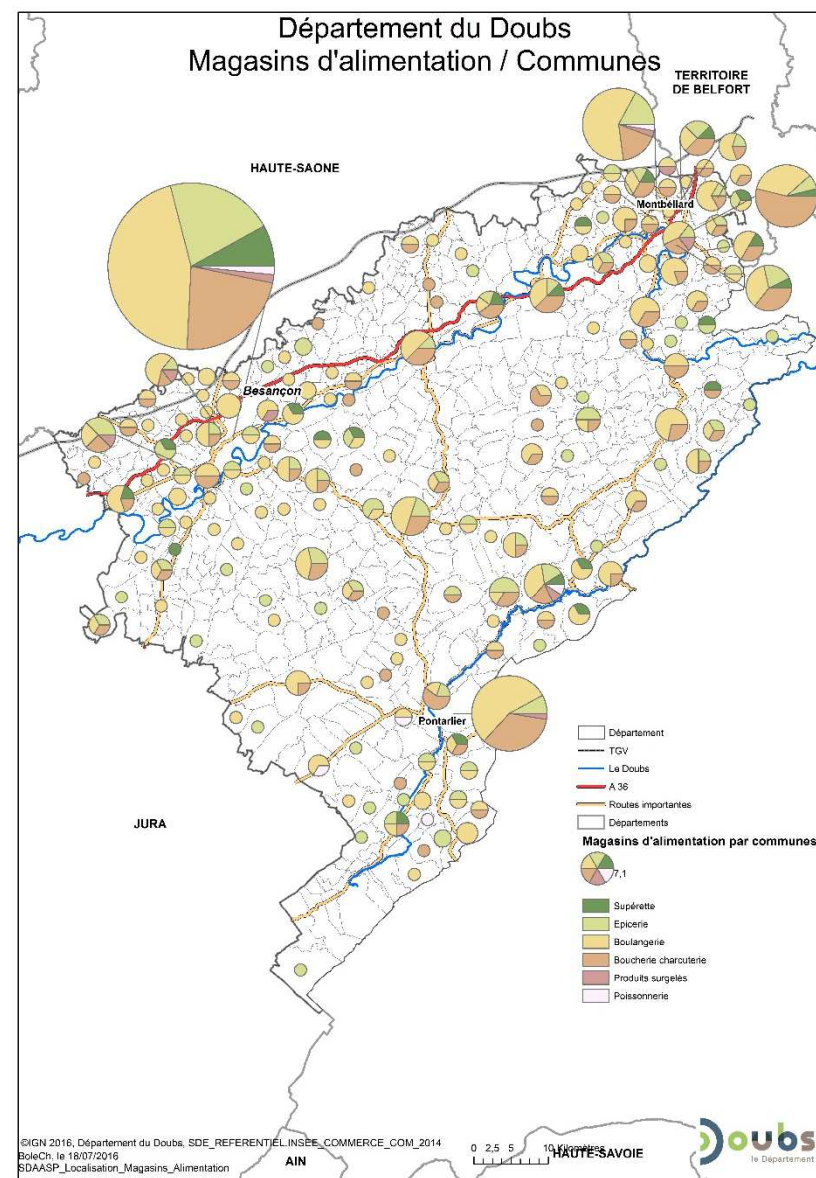 Département du Doubs
Magasins d'alimentation / Communes
TERRITOIRE
DE BELFORT
HAUTE-SAONE
Montbéliard
Besançon
Pontarlier
JURA
Département
TGV
Le Doubs
A 36
Routes importantes
Départements
Magasins d'alimentation par communes
7,1
Supérette
Epicerie
Boulangerie
Boucherie charcuterie
Produits surgelés
Poissonnerie
©IGN 2016, Département du Doubs, SDE_REFERENTIEL.INSEE_COMMERCE_COM_2014
BoleCh. le 18/07/2016
SDAASP_Localisation_Magasins_Alimentation
AIN
0 2,5 5 10 Kilomètres
HAUTE-SAVOIE
Doubs
le Département